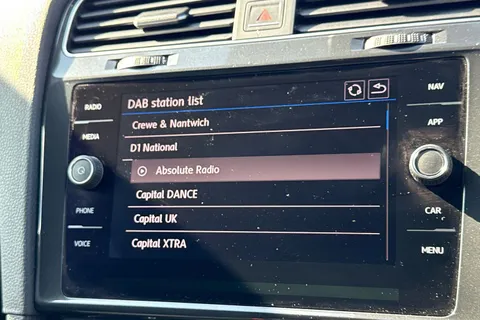 RADIO
MEDIA
PHONE
VOICE
DAB station list
Crewe & Nantwich
D1 National
Absolute Radio
Capital DANCE
Capital UK
Capital XTRA
NAV
APP
CAR
MENU